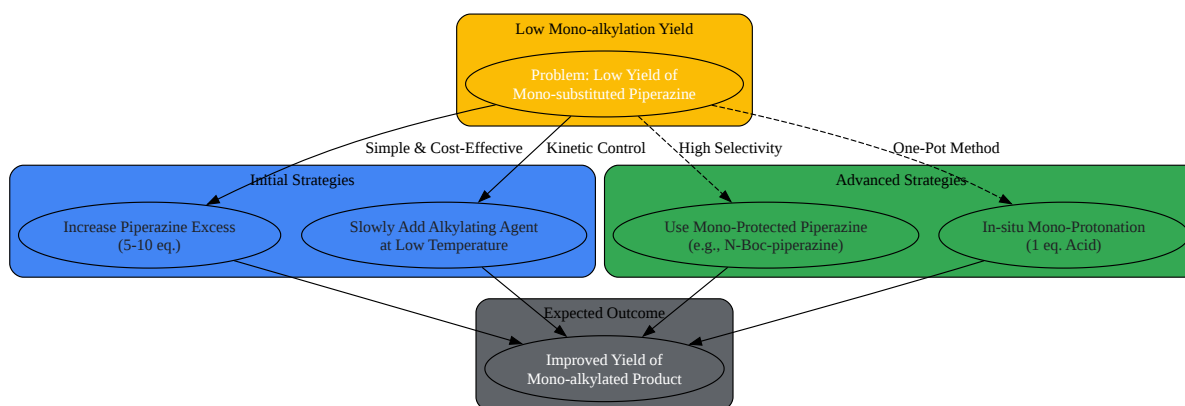 Low Mono-alkylation Yield
Problem: Low Yield of
Mono-substituted Piperazine
Simple & Cost-Effective
Kinetic Control
High Selectivity
One-Pot Method
Initial Strategies
Advanced Strategies
Increase Piperazine Excess
(5-10 eq.)
Slowly Add Alkylating Agent
at Low Temperature
Use Mono-Protected Piperazine
(e.g., N-Boc-piperazine)
In-situ Mono-Protonation
(1 eq. Acid)
Expected Outcome
Improved Yield of
Mono-alkylated Product